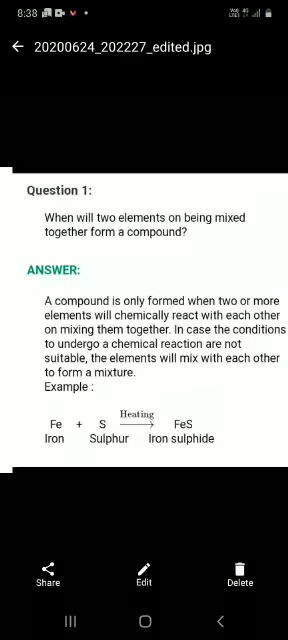 8:38
20200624_202227_edited.jpg
Question 1:
When will two elements on being mixed
together form a compound?
ANSWER:
A compound is only formed when two or more
elements will chemically react with each other
on mixing them together. In case the conditions
to undergo a chemical reaction are not
suitable, the elements will mix with each other
to form a mixture.
Example :
Heating
Fe + S → FeS
Iron Sulphur Iron sulphide
Share Edit Delete